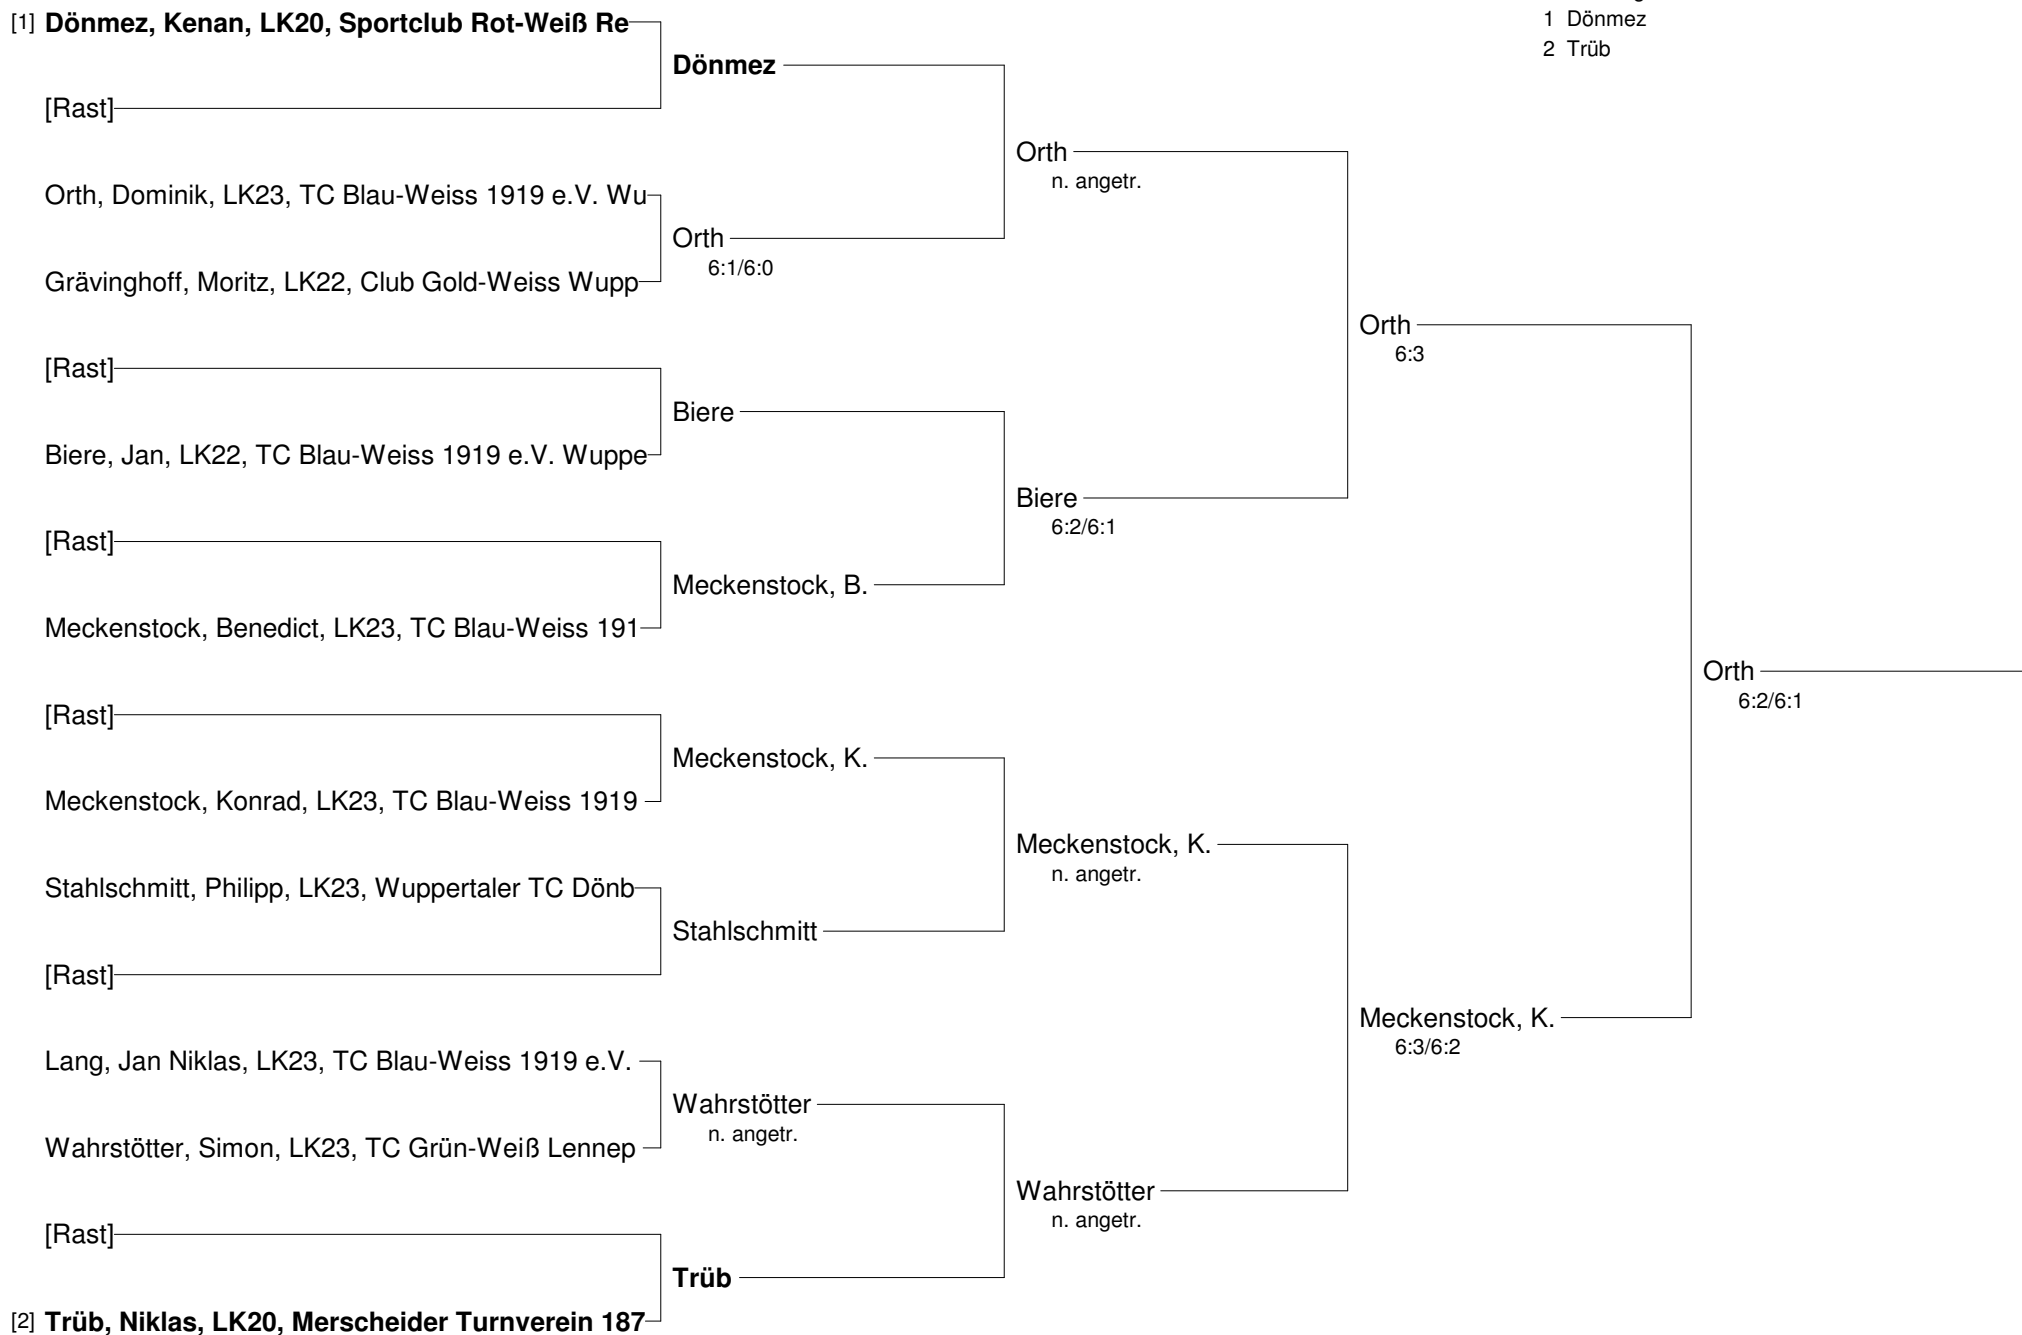 1 Dönmez
2 Trüb
[1] Dönmez, Kenan, LK20, Sportclub Rot-Weiß Re
[Rast]
Orth, Dominik, LK23, TC Blau-Weiss 1919 e.V. Wu
Grävinghoff, Moritz, LK22, Club Gold-Weiss Wupp
[Rast]
Biere, Jan, LK22, TC Blau-Weiss 1919 e.V. Wuppe
[Rast]
Meckenstock, Benedict, LK23, TC Blau-Weiss 191
[Rast]
Meckenstock, Konrad, LK23, TC Blau-Weiss 1919
Stahlschmitt, Philipp, LK23, Wuppertaler TC Dönb
[Rast]
Lang, Jan Niklas, LK23, TC Blau-Weiss 1919 e.V.
Wahrstötter, Simon, LK23, TC Grün-Weiß Lennep
[Rast]
[2] Trüb, Niklas, LK20, Merscheider Turnverein 187
Dönmez
Orth
6:1/6:0
Biere
Meckenstock, B.
Meckenstock, K.
Stahlschmitt
Wahrstötter
n. angetr.
Trüb
Orth
n. angetr.
Biere
6:2/6:1
Meckenstock, K.
n. angetr.
Wahrstötter
n. angetr.
Orth
6:3
Meckenstock, K.
6:3/6:2
Orth
6:2/6:1